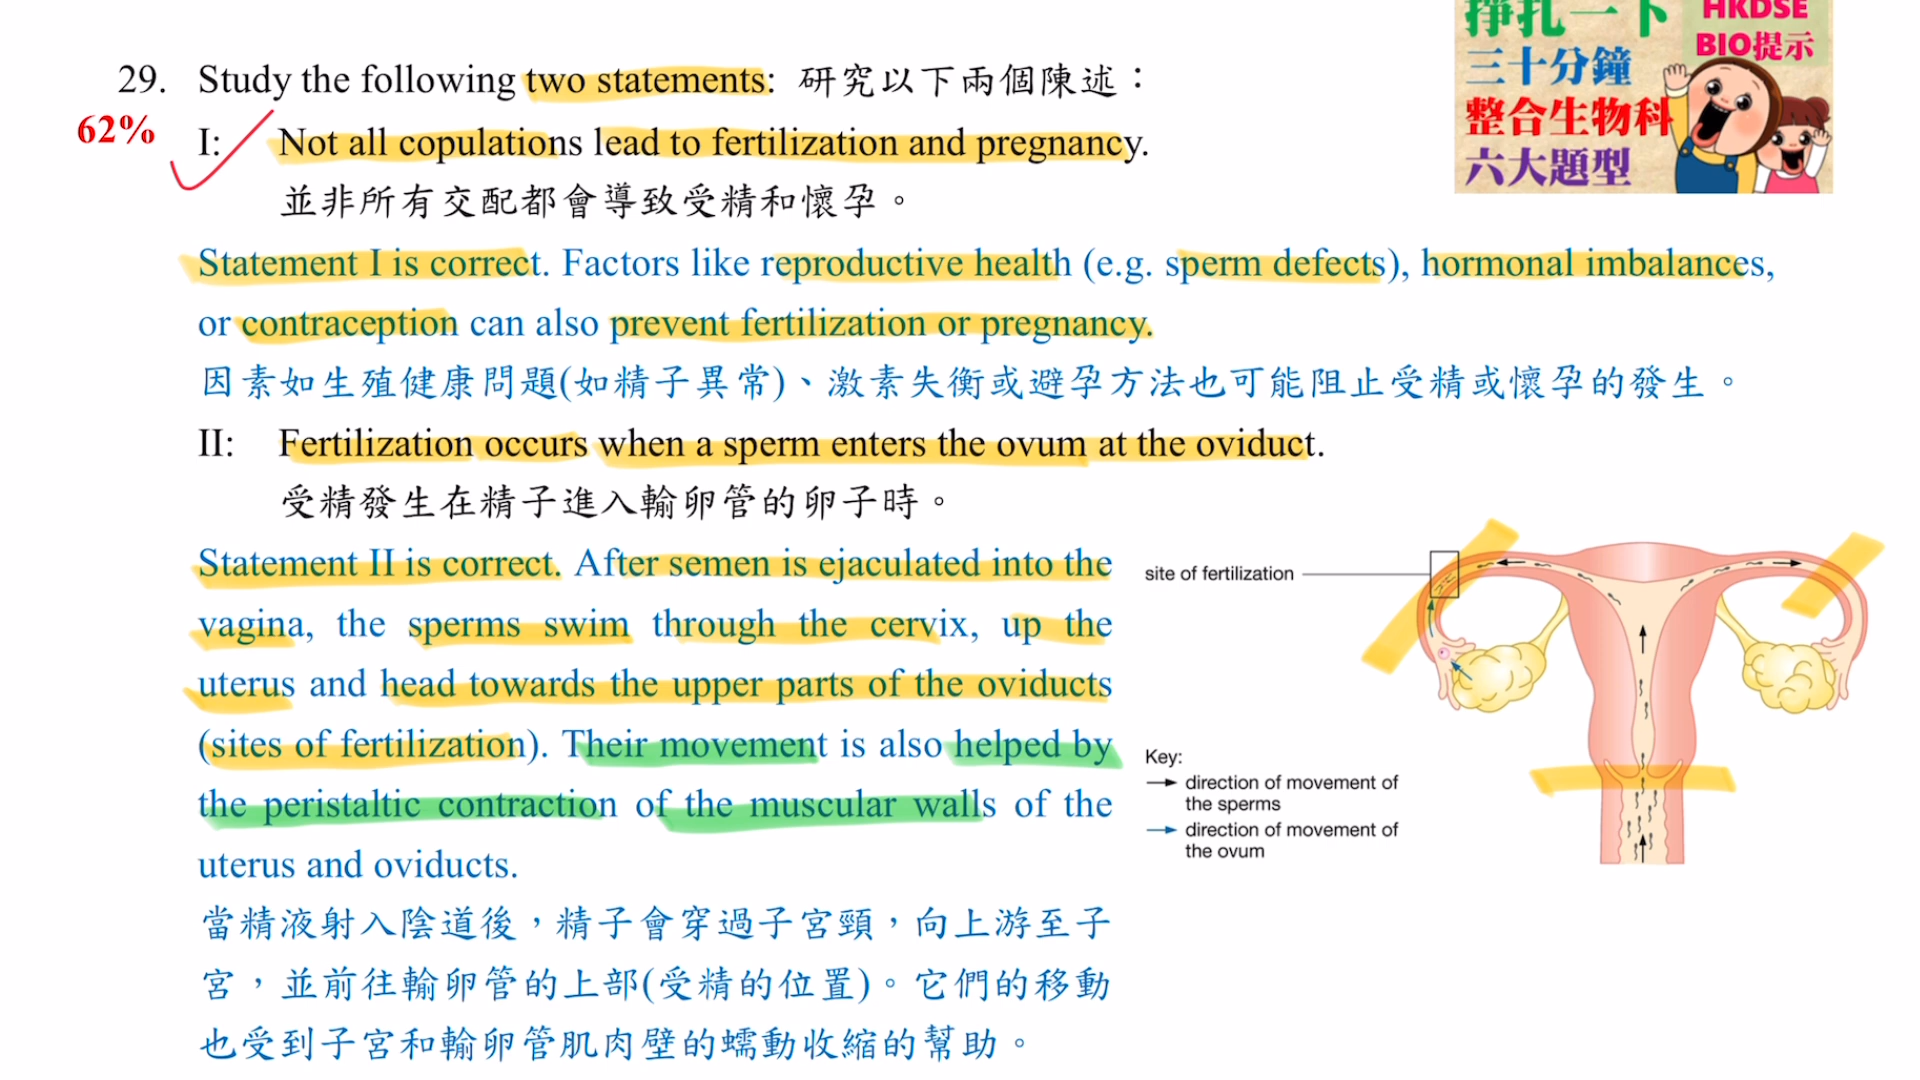 掙扎一下
三十分鐘
整合生物科
六大題型
HKDSE
BIO提示
29. Study the following two statements: 研究以下兩個陳述：
62%
I: Not all copulations lead to fertilization and pregnancy.
並非所有交配都會導致受精和懷孕。
Statement I is correct. Factors like reproductive health (e.g. sperm defects), hormonal imbalances,
or contraception can also prevent fertilization or pregnancy.
因素如生殖健康問題(如精子異常)、激素失衡或避孕方法也可能阻止受精或懷孕的發生。
II: Fertilization occurs when a sperm enters the ovum at the oviduct.
受精發生在精子進入輸卵管的卵子時。
Statement II is correct. After semen is ejaculated into the
vagina, the sperms swim through the cervix, up the
uterus and head towards the upper parts of the oviducts
(sites of fertilization). Their movement is also helped by
the peristaltic contraction of the muscular walls of the
uterus and oviducts.
當精液射入陰道後，精子會穿過子宮頸，向上游至子
宮，並前往輸卵管的上部(受精的位置)。它們的移動
也受到子宮和輸卵管肌肉壁的蠕動收縮的幫助。
site of fertilization
Key:
direction of movement of
the sperms
direction of movement of
the ovum